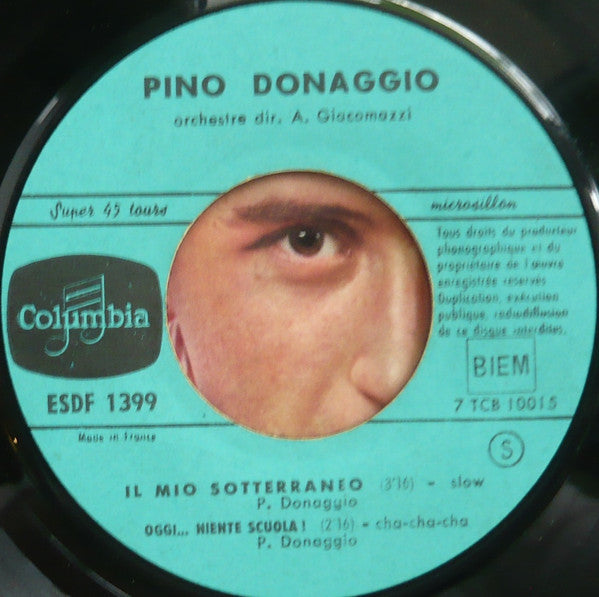 PINO DONAGGIO
orchestre dir. A. Giacomazzi
Super 45 tours
microsillon
Tous droits du producteur
phonographique et du
propriétaire de l'œuvre
enregistrée réservés
Duplication, exécution
publique, radiodiffusion
de ce disque interdites.
Columbia
BIEM
ESDF 1399
7 TCB 10015
Made in France
S
IL MIO SOTTERRANEO (3'16) - slow
P. Donaggio
OGGI... NIENTE SCUOLA! (2'16) - cha-cha-cha
P. Donaggio